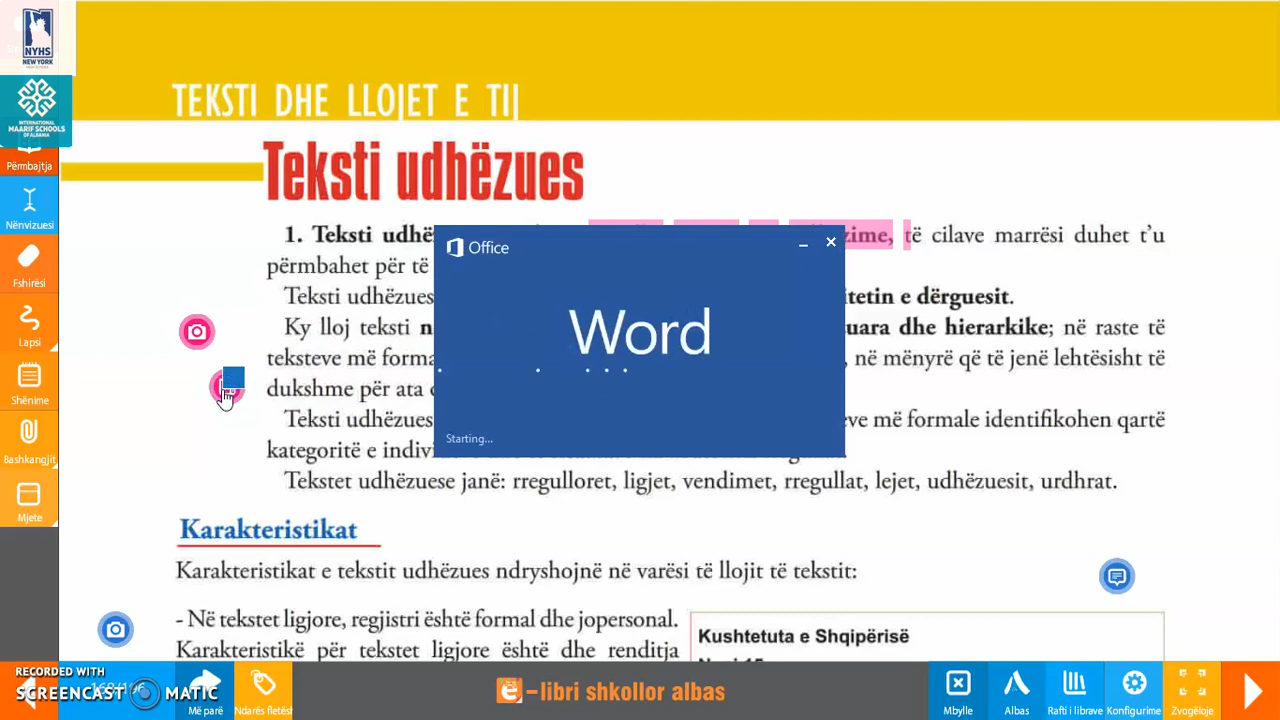 NYHS
NEW YORK
INTERNATIONAL
MAARIF SCHOOLS
OF ALBANIA
Përmbajtja
Nënvizuesi
Fshirësi
Lapsi
Shënime
Bashkangjit
Mjete
TEKSTI DHE LLOJET E TIJ
Teksti udhëzues
1. Teksti udhë zime, të cilave marrësi duhet t’u
përmbahet për të
Teksti udhëzues itetin e dërguesit.
Ky lloj teksti n uara dhe hierarkike; në raste të
teksteve më forma , në mënyrë që të jenë lehtësisht të
dukshme për ata
Teksti udhëzues eve më formale identifikohen qartë
kategoritë e indivi
Tekstet udhëzuese janë: rregulloret, ligjet, vendimet, rregullat, lejet, udhëzuesit, urdhrat.
Office
Word
Starting...
Karakteristikat
Karakteristikat e tekstit udhëzues ndryshojnë në varësi të llojit të tekstit:
- Në tekstet ligjore, regjistri është formal dhe jopersonal.
Karakteristikë për tekstet ligjore është dhe renditja
Kushtetuta e Shqipërisë
RECORDED WITH
SCREENCAST MATIC
Më parë
Ndarës fletësh
e-libri shkollor albas
Mbylle
Albas
Rafti i librave
Konfigurime
Zvogëloje